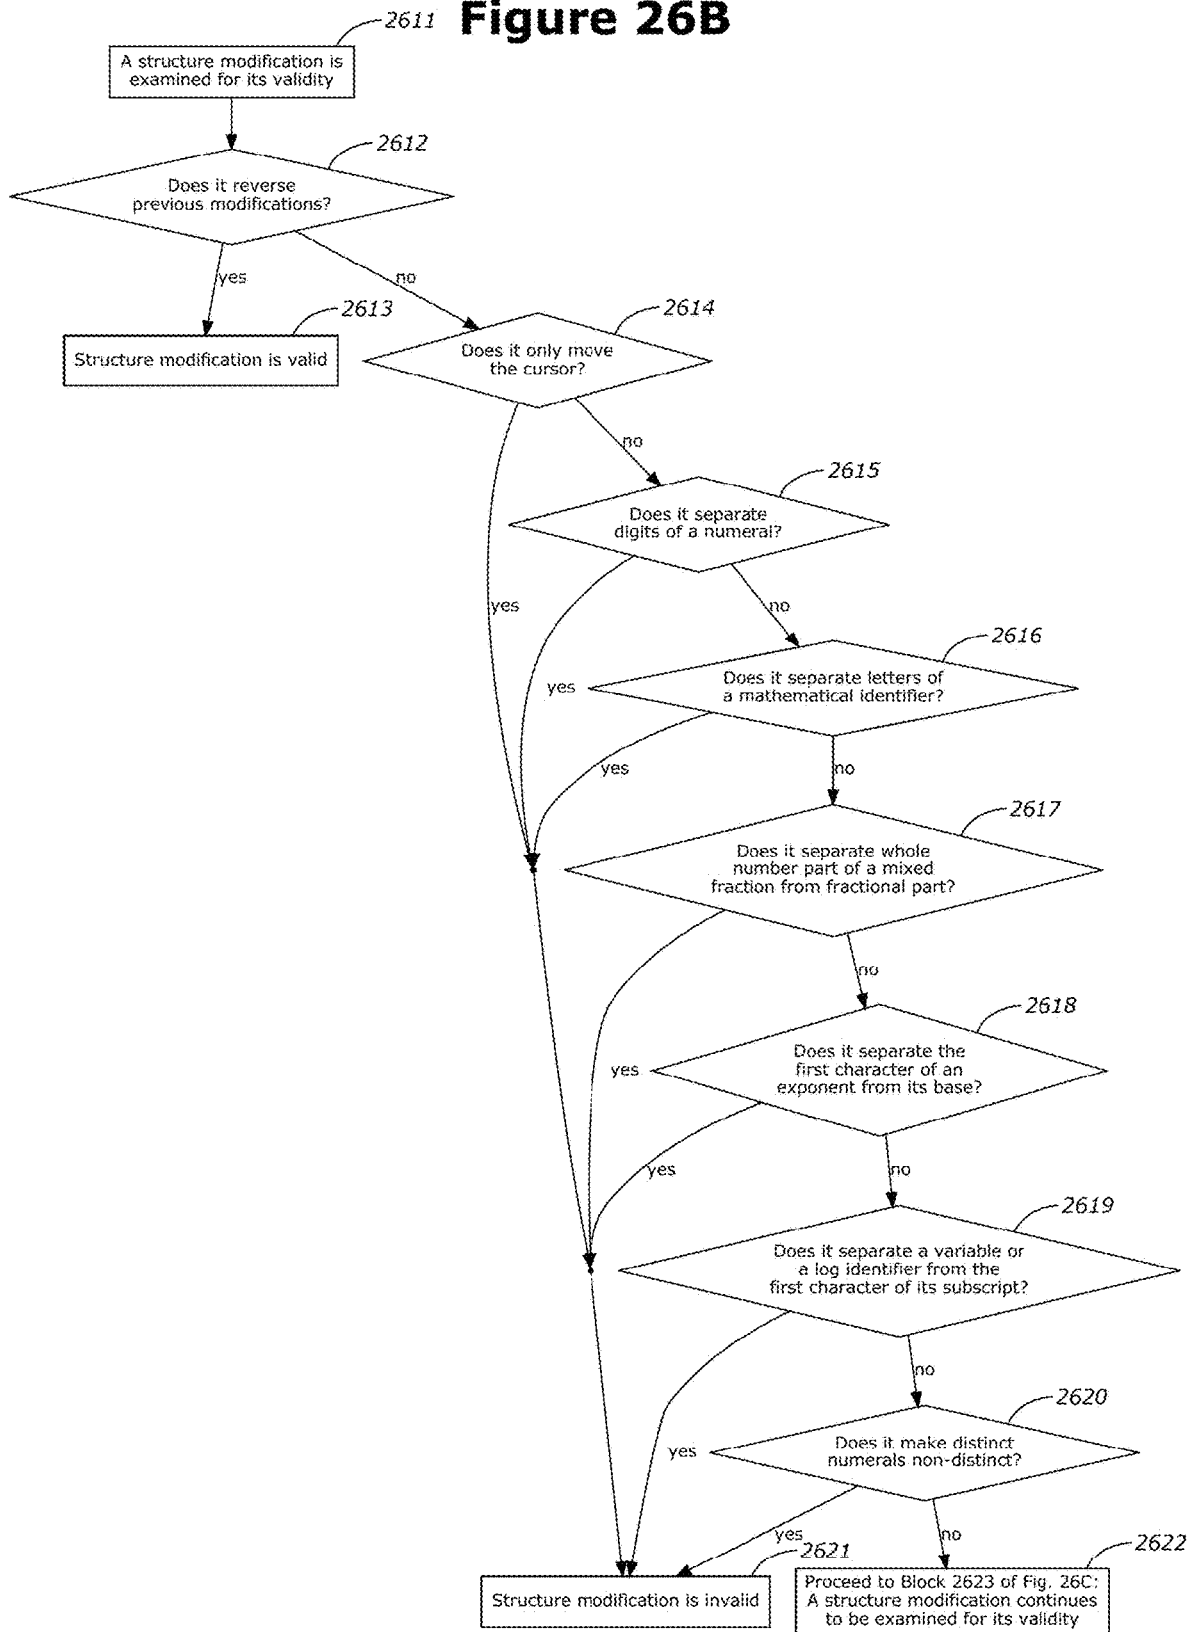 Figure 26B
2611
A structure modification is
examined for its validity
2612
Does it reverse
previous modifications?
yes
no
2613
Structure modification is valid
2614
Does it only move
the cursor?
no
yes
2615
Does it separate
digits of a numeral?
no
yes
2616
Does it separate letters of
a mathematical identifier?
yes
no
2617
Does it separate whole
number part of a mixed
fraction from fractional part?
no
yes
2618
Does it separate the
first character of an
exponent from its base?
yes
no
2619
Does it separate a variable or
a log identifier from the
first character of its subscript?
no
yes
2620
Does it make distinct
numerals non-distinct?
yes
no
2621
Structure modification is invalid
2622
Proceed to Block 2623 of Fig. 26C:
A structure modification continues
to be examined for its validity